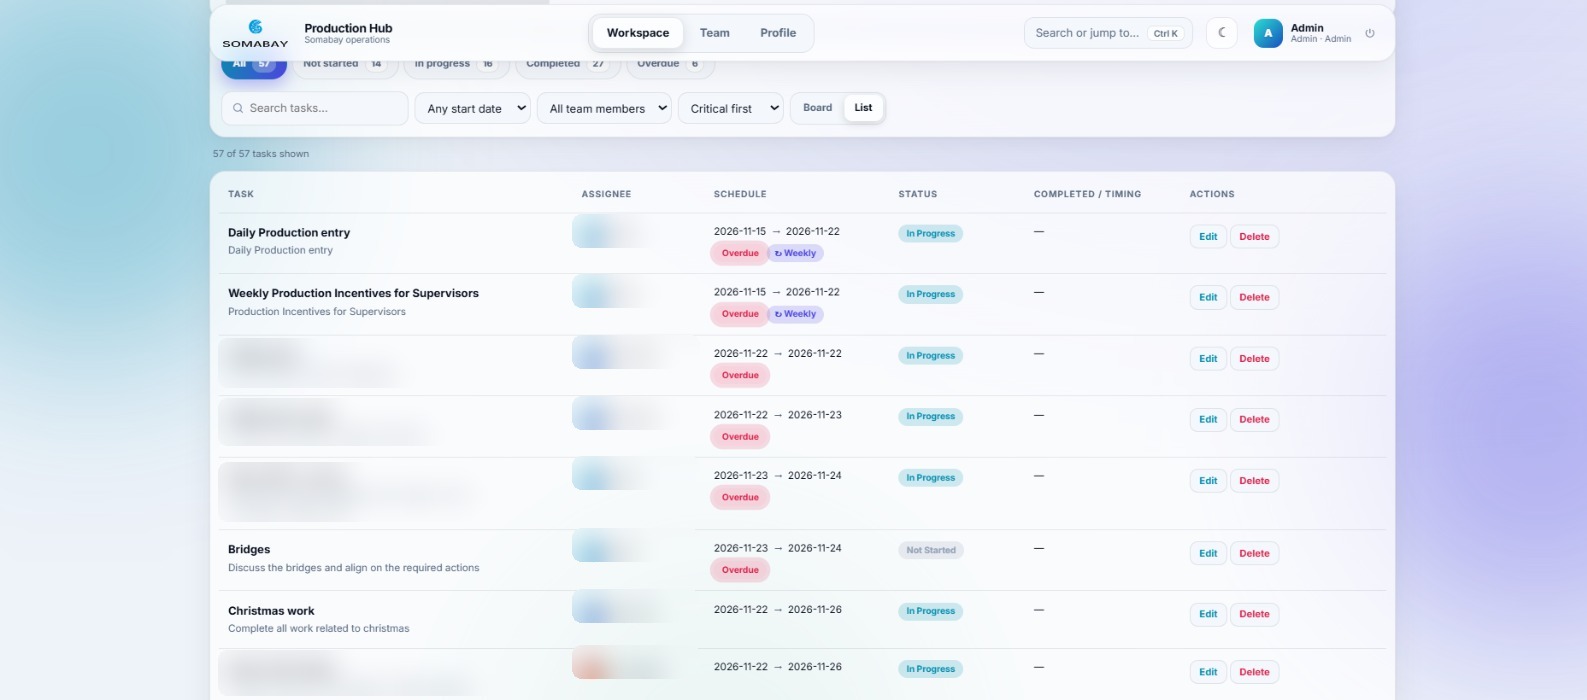 SOMABAY
Production Hub
Somabay operations
Workspace Team Profile
Search or jump to... Ctrl K
☾
A
Admin
Admin · Admin
All 57 Not started 14 In progress 16 Completed 27 Overdue 6
Search tasks...
Any start date
All team members
Critical first
Board List
57 of 57 tasks shown
TASK ASSIGNEE SCHEDULE STATUS COMPLETED / TIMING ACTIONS
Daily Production entry
Daily Production entry
2026-11-15 → 2026-11-22
Overdue ↻ Weekly
In Progress
—
Edit Delete
Weekly Production Incentives for Supervisors
Production Incentives for Supervisors
2026-11-15 → 2026-11-22
Overdue ↻ Weekly
In Progress
—
Edit Delete
2026-11-22 → 2026-11-22
Overdue
In Progress
—
Edit Delete
2026-11-22 → 2026-11-23
Overdue
In Progress
—
Edit Delete
2026-11-23 → 2026-11-24
Overdue
In Progress
—
Edit Delete
Bridges
Discuss the bridges and align on the required actions
2026-11-23 → 2026-11-24
Overdue
Not Started
—
Edit Delete
Christmas work
Complete all work related to christmas
2026-11-22 → 2026-11-26
In Progress
—
Edit Delete
2026-11-22 → 2026-11-26
In Progress
—
Edit Delete